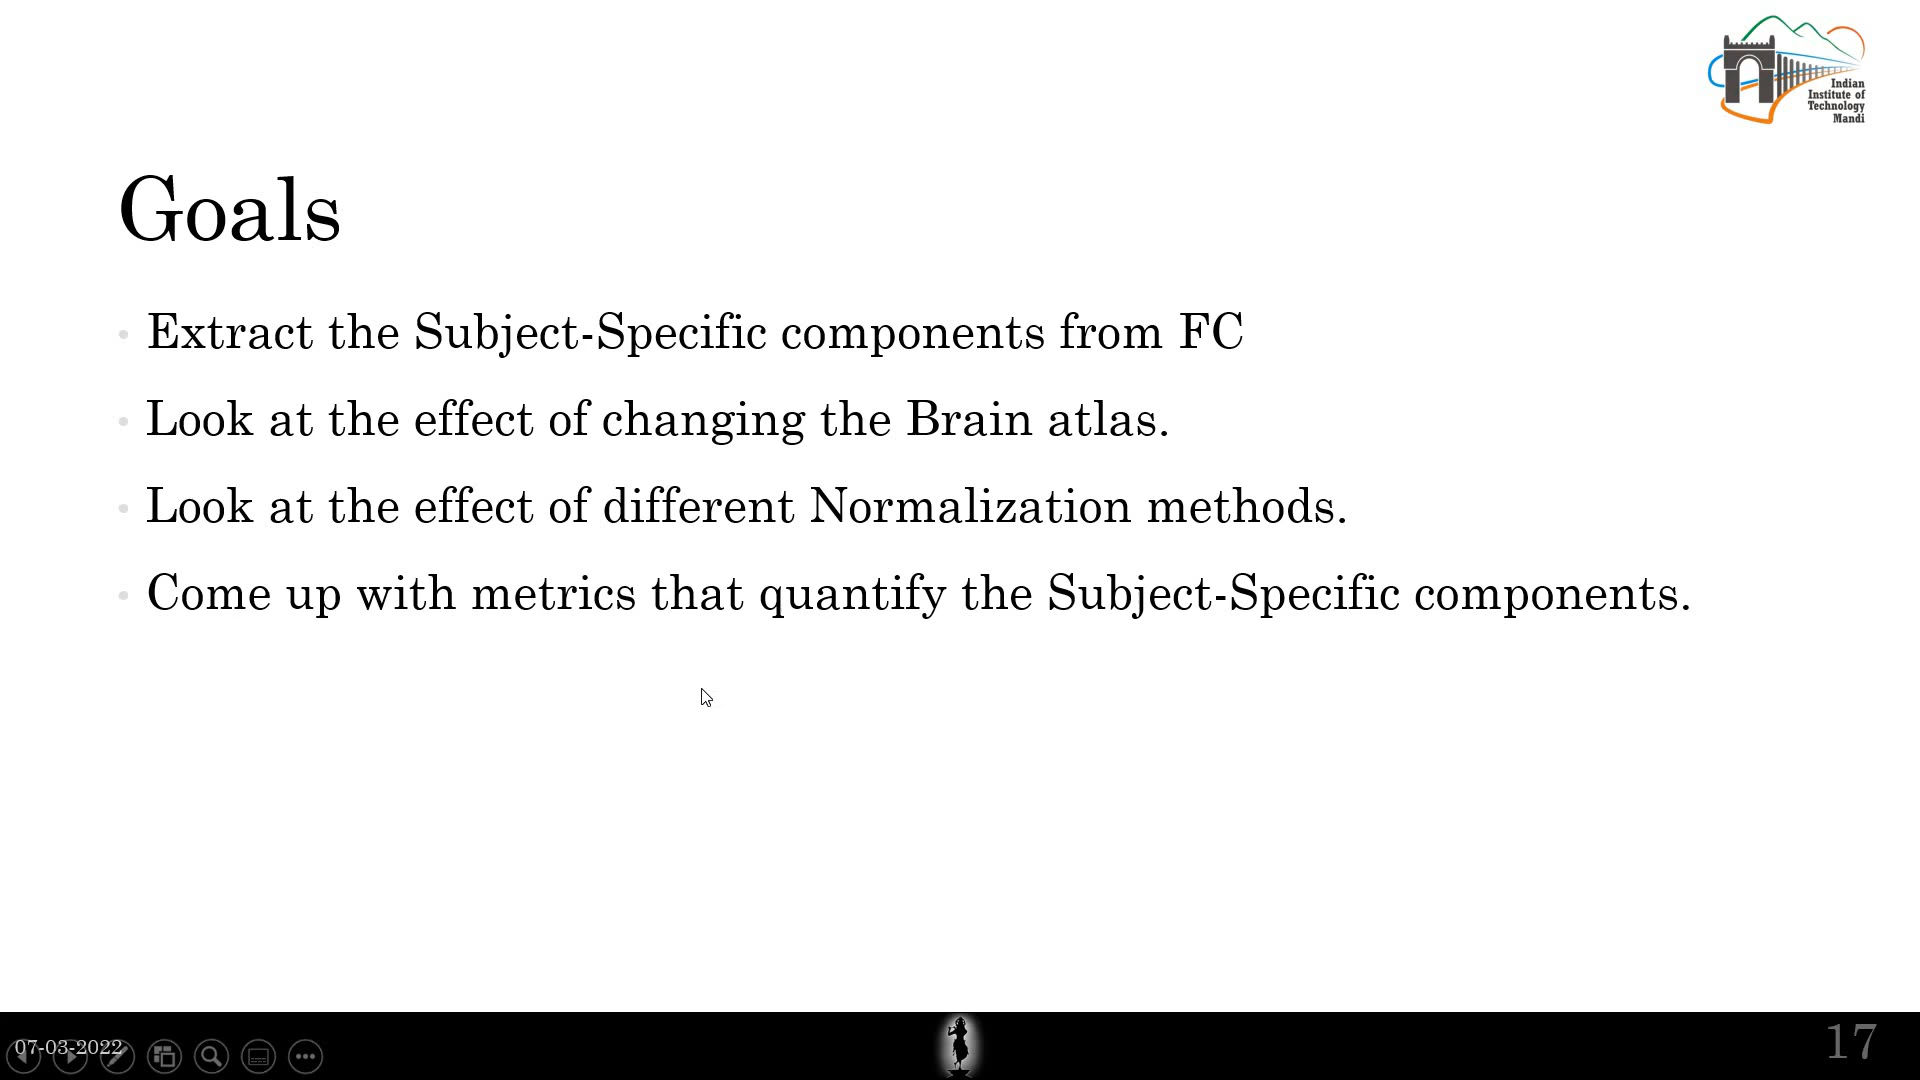 Indian
Institute of
Technology
Mandi
Goals
• Extract the Subject-Specific components from FC
• Look at the effect of changing the Brain atlas.
• Look at the effect of different Normalization methods.
• Come up with metrics that quantify the Subject-Specific components.
07-03-2022
17